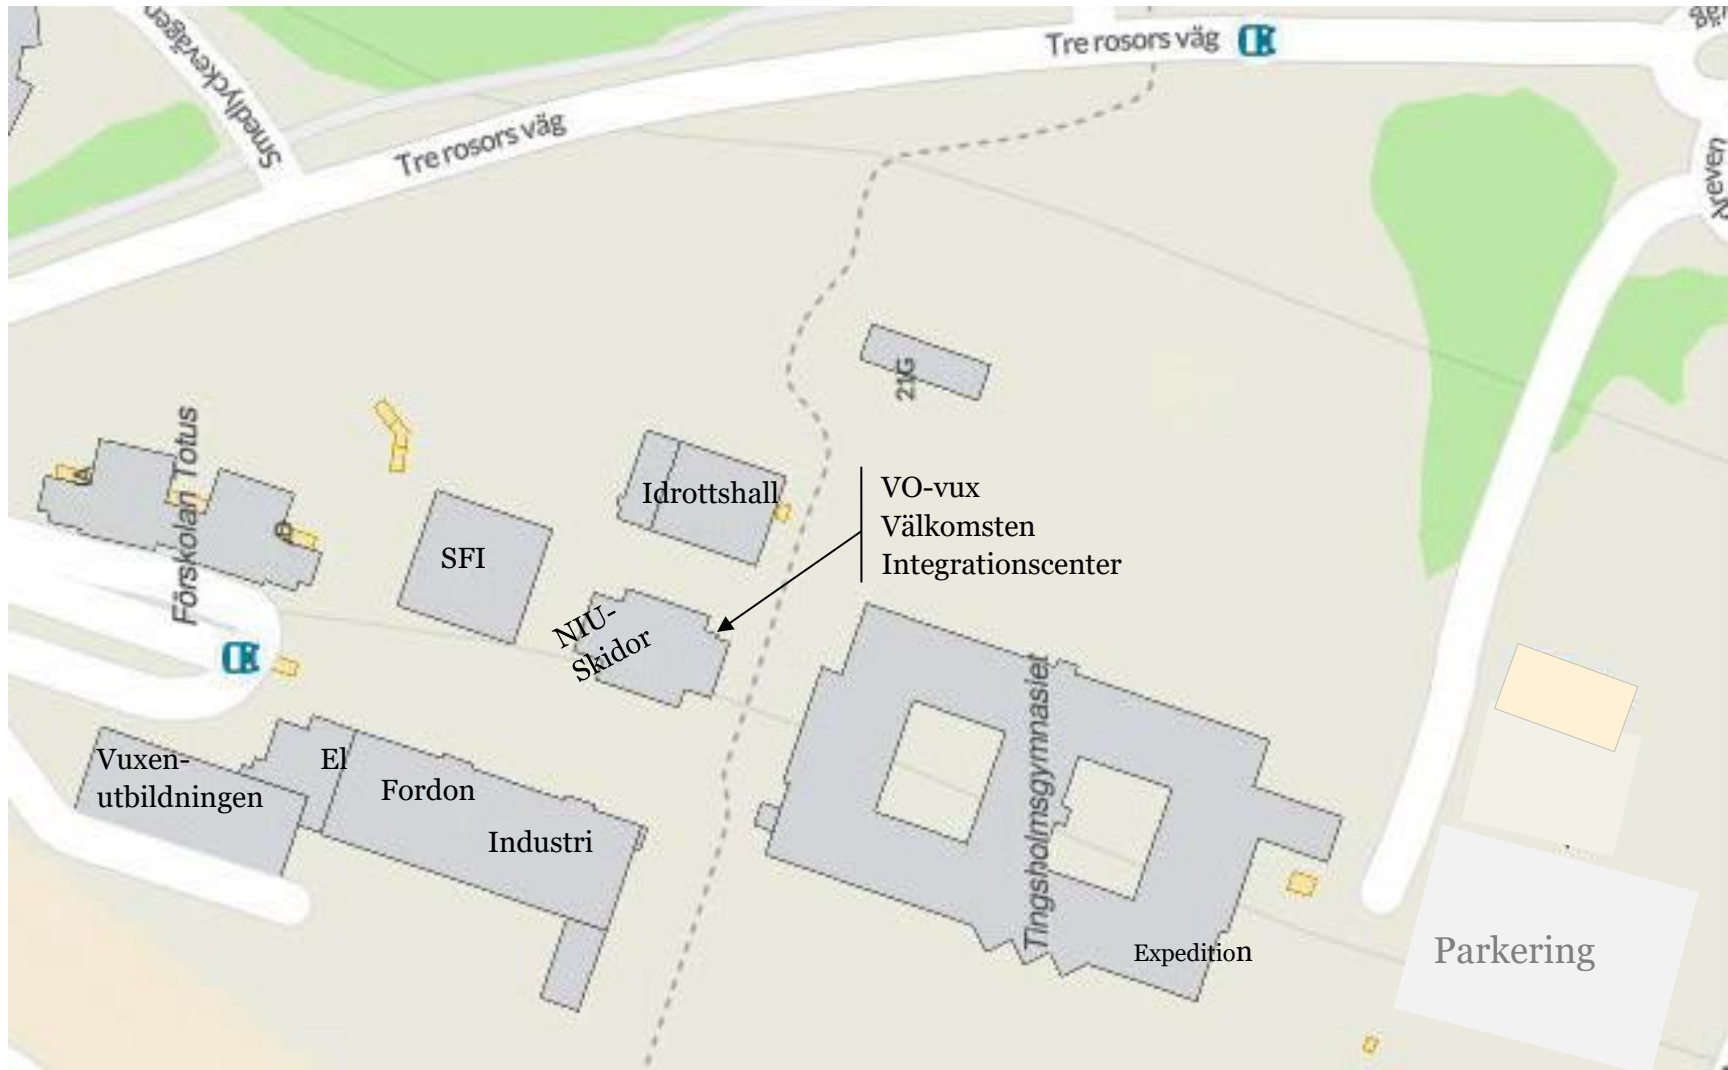 Tre rosors väg
Smedlyckevägen
Tre rosors väg
21G
Förskolan Totus
Idrottshall
VO-vux
Välkomsten
Integrationscenter
SFI
NIU-
Skidor
Tingsholmsgymnasiet
Vuxen-
utbildningen
El
Fordon
Industri
Expedition
Parkering